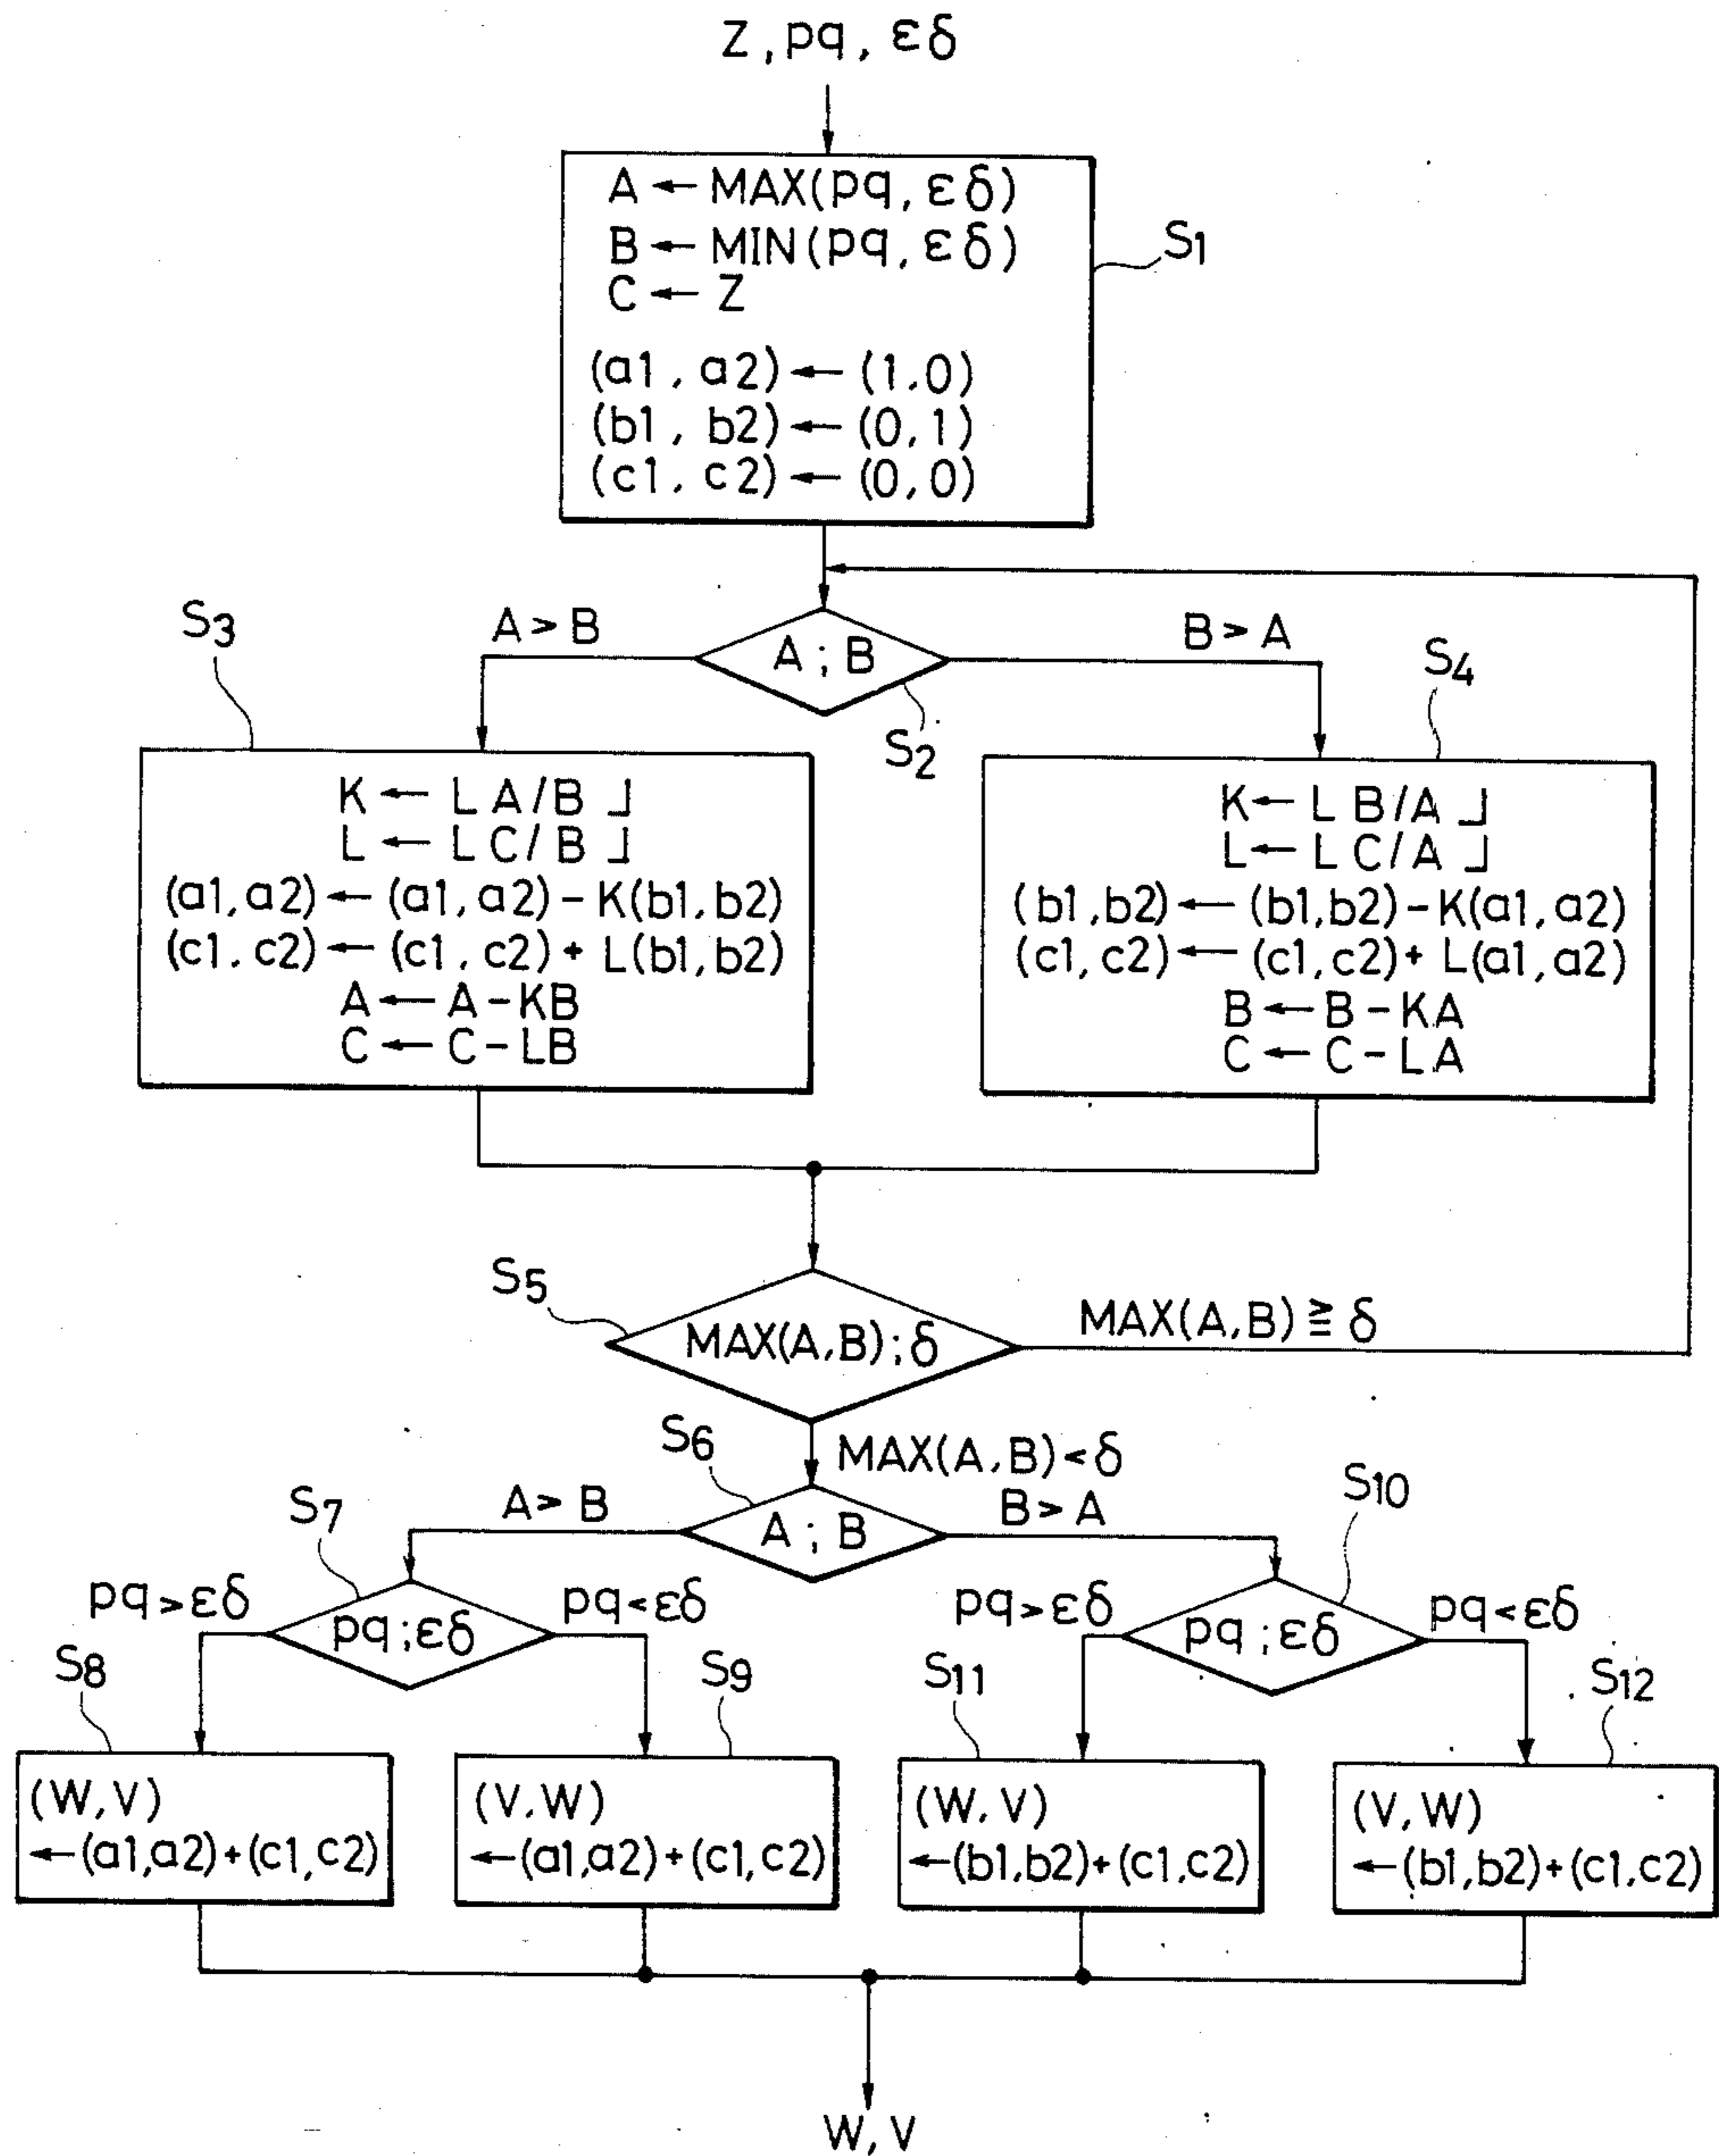 Z, pq, εδ
A ← MAX(pq, εδ)
B ← MIN(pq, εδ)
C ← Z
(a1, a2) ← (1,0)
(b1, b2) ← (0,1)
(c1, c2) ← (0,0)
S1
A > B
A ; B
B > A
S2
S3
K ← ⌊A/B⌋
L ← ⌊C/B⌋
(a1,a2) ← (a1,a2) - K(b1,b2)
(c1,c2) ← (c1,c2) + L(b1,b2)
A ← A - KB
C ← C - LB
S4
K ← ⌊B/A⌋
L ← ⌊C/A⌋
(b1,b2) ← (b1,b2) - K(a1,a2)
(c1,c2) ← (c1,c2) + L(a1,a2)
B ← B - KA
C ← C - LA
S5
MAX(A,B) ; δ
MAX(A,B) ≧ δ
MAX(A,B) < δ
S6
A > B
A ; B
B > A
S7
pq > εδ
pq ; εδ
pq < εδ
S10
pq > εδ
pq ; εδ
pq < εδ
S8
(W,V)
← (a1,a2) + (c1,c2)
S9
(V,W)
← (a1,a2) + (c1,c2)
S11
(W,V)
← (b1,b2) + (c1,c2)
S12
(V,W)
← (b1,b2) + (c1,c2)
W, V